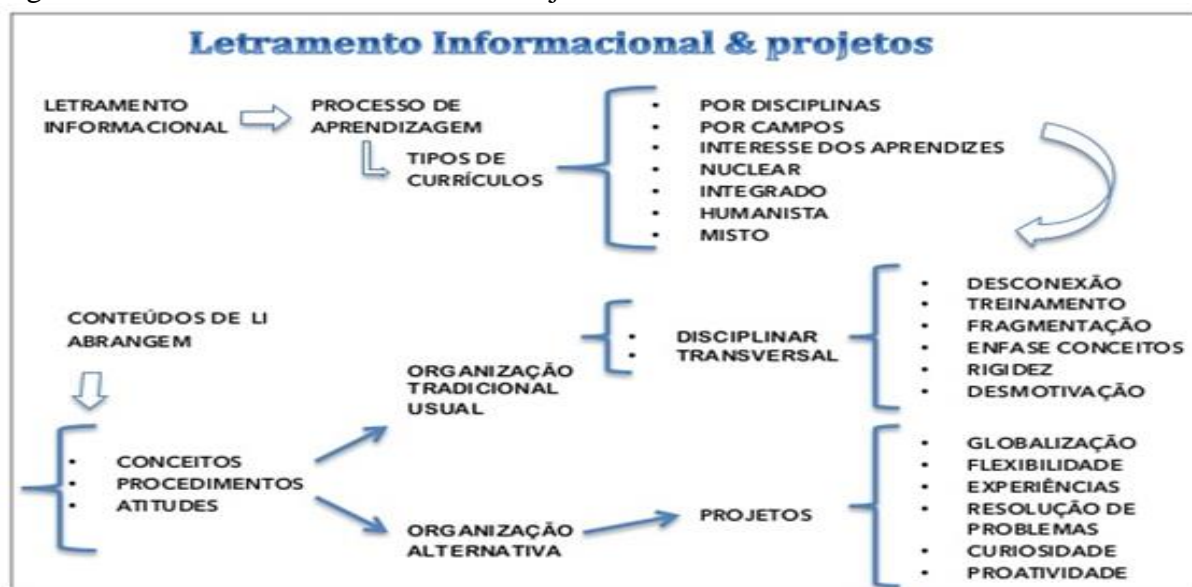 Letramento Informacional & projetos
LETRAMENTO
INFORMACIONAL
PROCESSO DE
APRENDIZAGEM
TIPOS DE
CURRÍCULOS
• POR DISCIPLINAS
• POR CAMPOS
• INTERESSE DOS APRENDIZES
• NUCLEAR
• INTEGRADO
• HUMANISTA
• MISTO
CONTEÚDOS DE LI
ABRANGEM
• CONCEITOS
• PROCEDIMENTOS
• ATITUDES
ORGANIZAÇÃO
TRADICIONAL
USUAL
• DISCIPLINAR
• TRANSVERSAL
• DESCONEXÃO
• TREINAMENTO
• FRAGMENTAÇÃO
• ENFASE CONCEITOS
• RIGIDEZ
• DESMOTIVAÇÃO
ORGANIZAÇÃO
ALTERNATIVA
PROJETOS
• GLOBALIZAÇÃO
• FLEXIBILIDADE
• EXPERIÊNCIAS
• RESOLUÇÃO DE
PROBLEMAS
• CURIOSIDADE
• PROATIVIDADE